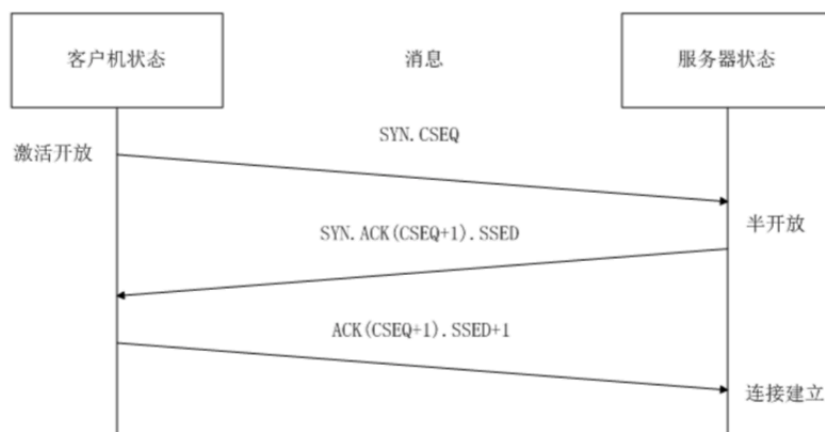 客户机状态
消息
服务器状态
SYN.CSEQ
激活开放
半开放
SYN.ACK(CSEQ+1).SSED
ACK(CSEQ+1).SSED+1
连接建立